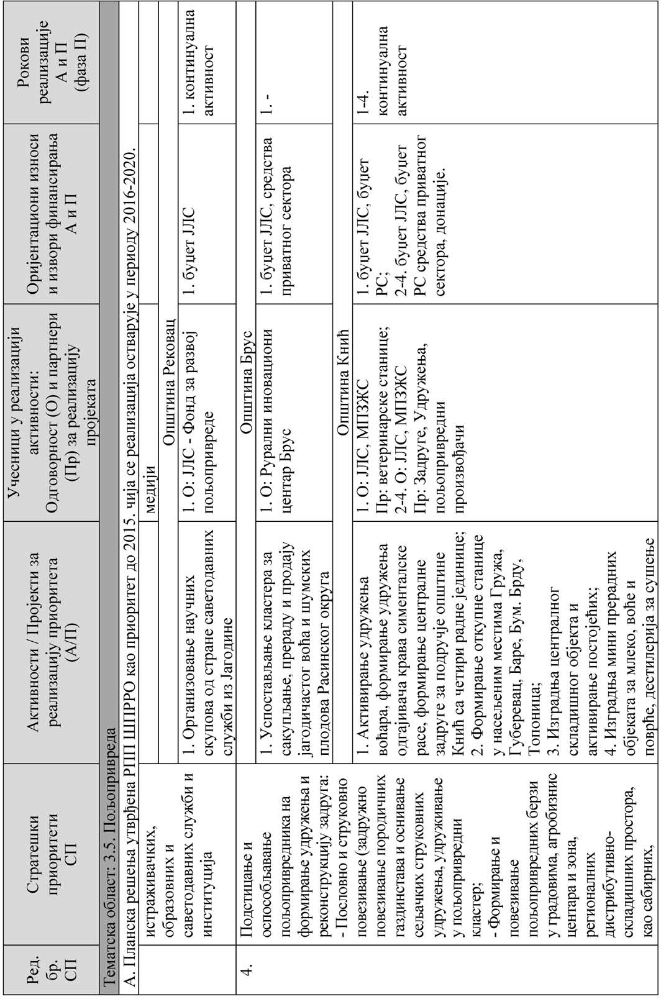 Ред.
бр.
СП
Стратешки
приоритети
СП
Активности / Пројекти за
реализацију приоритета
(А/П)
Учесници у реализацији
активности:
Одговорност (О) и партнери
(Пр) за реализацију
пројеката
Оријентациони износи
и извори финансирања
А и П
Рокови
реализације
А и П
(фаза П)
Тематска област: 3.5. Пољопривреда
А. Планска решења утврђена РПП ШПРРО као приоритет до 2015. чија се реализација остварује у периоду 2016-2020.
истраживачких,
образовних и
саветодавних служби и
институција
медији
Општина Рековац
1. Организовање научних
скупова од стране саветодавних
служби из Јагодине
1. О: ЈЛС - Фонд за развој
пољопривреде
1. буџет ЈЛС
1. континуална
активност
4.
Подстицање и
оспособљавање
пољопривредника на
формирање удружења и
реконструкцију задруга:
- Пословно и струковно
повезивање (задружно
повезивање породичних
газдинстава и оснивање
сељачких струковних
удружења, удруживање
у пољопривредни
кластер;
- Формирање и
повезивање
пољопривредних берзи
у градовима, агробизнис
центара и зона,
регионалних
дистрибутивно-
складишних простора,
као сабирних,
Општина Брус
1. Успостављање кластера за
сакупљање, прераду и продају
јагодичастог воћа и шумских
плодова Расинског округа
1. О: Рурални иновациони
центар Брус
1. буџет ЈЛС, средства
приватног сектора
1. -
Општина Кнић
1. Активирање удружења
воћара, формирање удружења
одгајивача крава сименталске
расе, формирање централне
задруге за подручје општине
Кнић са четири радне јединице;
2. Формирање откупне станице
у насељеним местима Гружа,
Губеревац, Баре, Бум. Брду,
Топоница;
3. Изградња централног
складишног објекта и
активирање постојећих;
4. Изградња мини прерадних
објеката за млеко, воће и
поврће, дестилерија за сушење
1. О: ЈЛС, МПЗЖС
Пр: ветеринарске станице;
2-4. О: ЈЛС, МПЗЖС
Пр: Задруге, Удружења,
пољопривредни
произвођачи
1. буџет ЈЛС, буџет
РС;
2-4. буџет ЈЛС, буџет
РС средства приватног
сектора, донације.
1-4.
континуална
активност